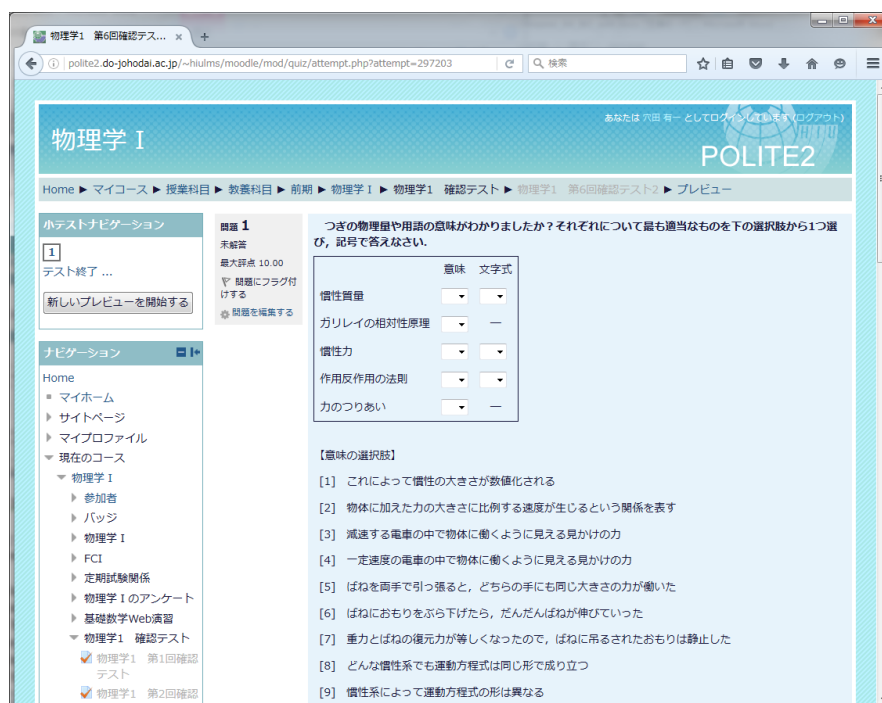 物理学1 第6回確認テス... × +
polite2.do-johodai.ac.jp/~hiulms/moodle/mod/quiz/attempt.php?attempt=297203
検索
あなたは 穴田 有一 としてログインしています (ログアウト)
物理学 I
POLITE2
Home ▶ マイコース ▶ 授業科目 ▶ 教養科目 ▶ 前期 ▶ 物理学 I ▶ 物理学1 確認テスト ▶ 物理学1 第6回確認テスト2 ▶ プレビュー
小テストナビゲーション
1
テスト終了 ...
新しいプレビューを開始する
問題 1
未解答
最大評点 10.00
問題にフラグ付
けする
問題を編集する
つぎの物理量や用語の意味がわかりましたか？それぞれについて最も適当なものを下の選択肢から1つ選
び，記号で答えなさい．
意味 文字式
慣性質量
ガリレイの相対性原理 —
慣性力
作用反作用の法則
力のつりあい —
【意味の選択肢】
[1] これによって慣性の大きさが数値化される
[2] 物体に加えた力の大きさに比例する速度が生じるという関係を表す
[3] 減速する電車の中で物体に働くように見える見かけの力
[4] 一定速度の電車の中で物体に働くように見える見かけの力
[5] ばねを両手で引っ張ると，どちらの手にも同じ大きさの力が働いた
[6] ばねにおもりをぶら下げたら，だんだんばねが伸びていった
[7] 重力とばねの復元力が等しくなったので，ばねに吊るされたおもりは静止した
[8] どんな慣性系でも運動方程式は同じ形で成り立つ
[9] 慣性系によって運動方程式の形は異なる
ナビゲーション
Home
マイホーム
サイトページ
マイプロファイル
現在のコース
物理学 I
参加者
バッジ
物理学 I
FCI
定期試験関係
物理学 I のアンケート
基礎数学Web演習
物理学1 確認テスト
物理学1 第1回確認
テスト
物理学1 第2回確認